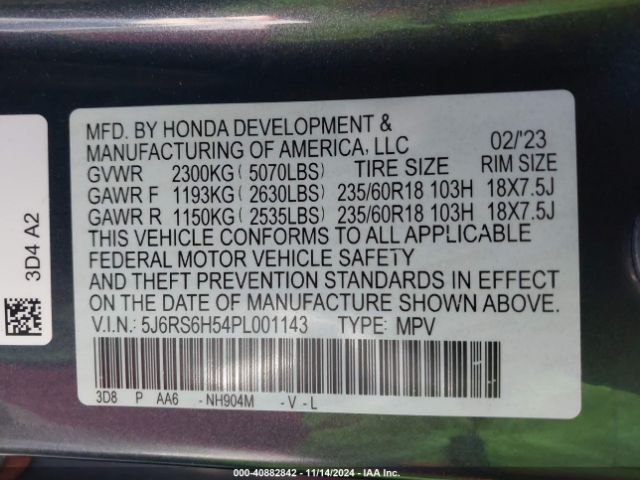 MFD. BY HONDA DEVELOPMENT &
MANUFACTURING OF AMERICA, LLC 02/'23
GVWR 2300KG ( 5070LBS) TIRE SIZE RIM SIZE
GAWR F 1193KG ( 2630LBS) 235/60R18 103H 18X7.5J
GAWR R 1150KG ( 2535LBS) 235/60R18 103H 18X7.5J
THIS VEHICLE CONFORMS TO ALL APPLICABLE
FEDERAL MOTOR VEHICLE SAFETY
AND THEFT PREVENTION STANDARDS IN EFFECT
ON THE DATE OF MANUFACTURE SHOWN ABOVE.
V.I.N.: 5J6RS6H54PL001143 TYPE: MPV
3D8 P AA6 - NH904M - V - L
3D4 A2
000-40882842 - 11/14/2024 - IAA Inc.